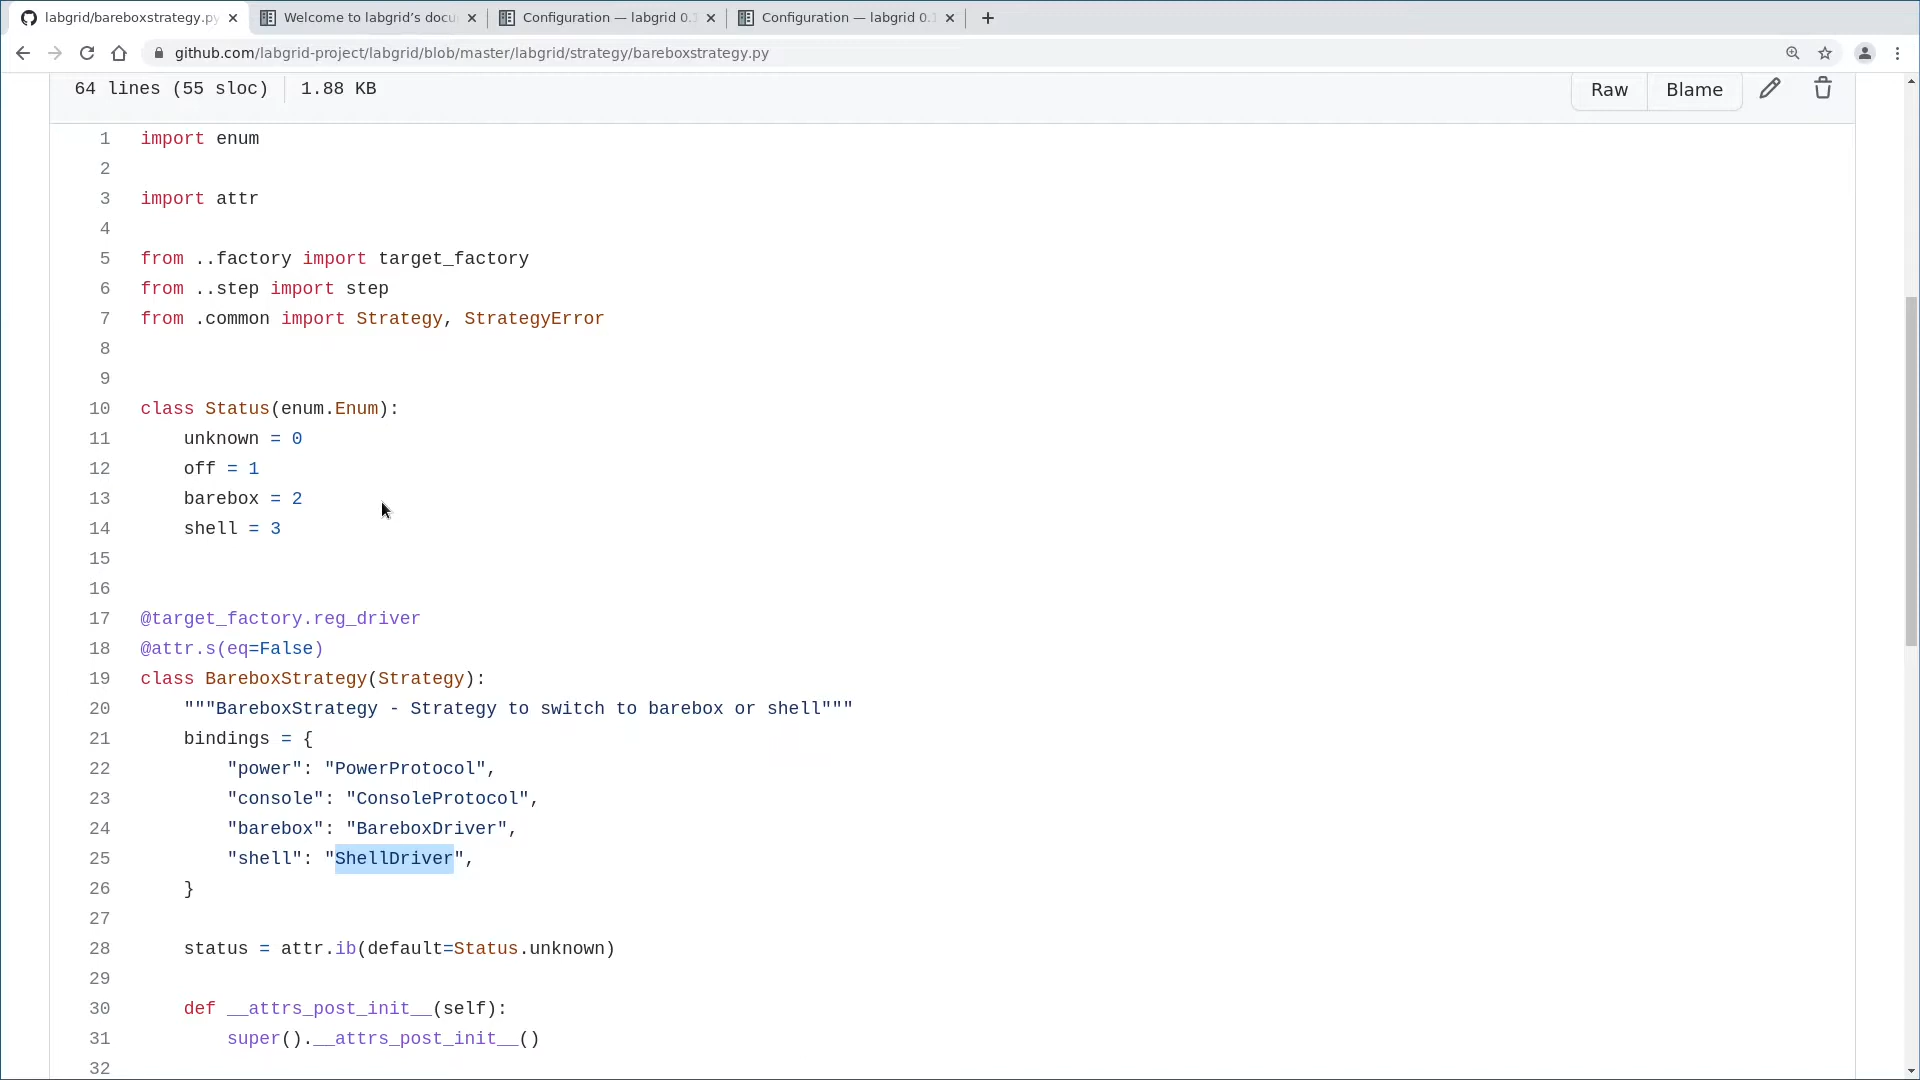 labgrid/bareboxstrategy.py
Welcome to labgrid's docu
Configuration — labgrid 0.
Configuration — labgrid 0.
github.com/labgrid-project/labgrid/blob/master/labgrid/strategy/bareboxstrategy.py
64 lines (55 sloc) 1.88 KB
Raw Blame
1 import enum
2
3 import attr
4
5 from ..factory import target_factory
6 from ..step import step
7 from .common import Strategy, StrategyError
8
9
10 class Status(enum.Enum):
11 unknown = 0
12 off = 1
13 barebox = 2
14 shell = 3
15
16
17 @target_factory.reg_driver
18 @attr.s(eq=False)
19 class BareboxStrategy(Strategy):
20 """BareboxStrategy - Strategy to switch to barebox or shell"""
21 bindings = {
22 "power": "PowerProtocol",
23 "console": "ConsoleProtocol",
24 "barebox": "BareboxDriver",
25 "shell": "ShellDriver",
26 }
27
28 status = attr.ib(default=Status.unknown)
29
30 def __attrs_post_init__(self):
31 super().__attrs_post_init__()
32